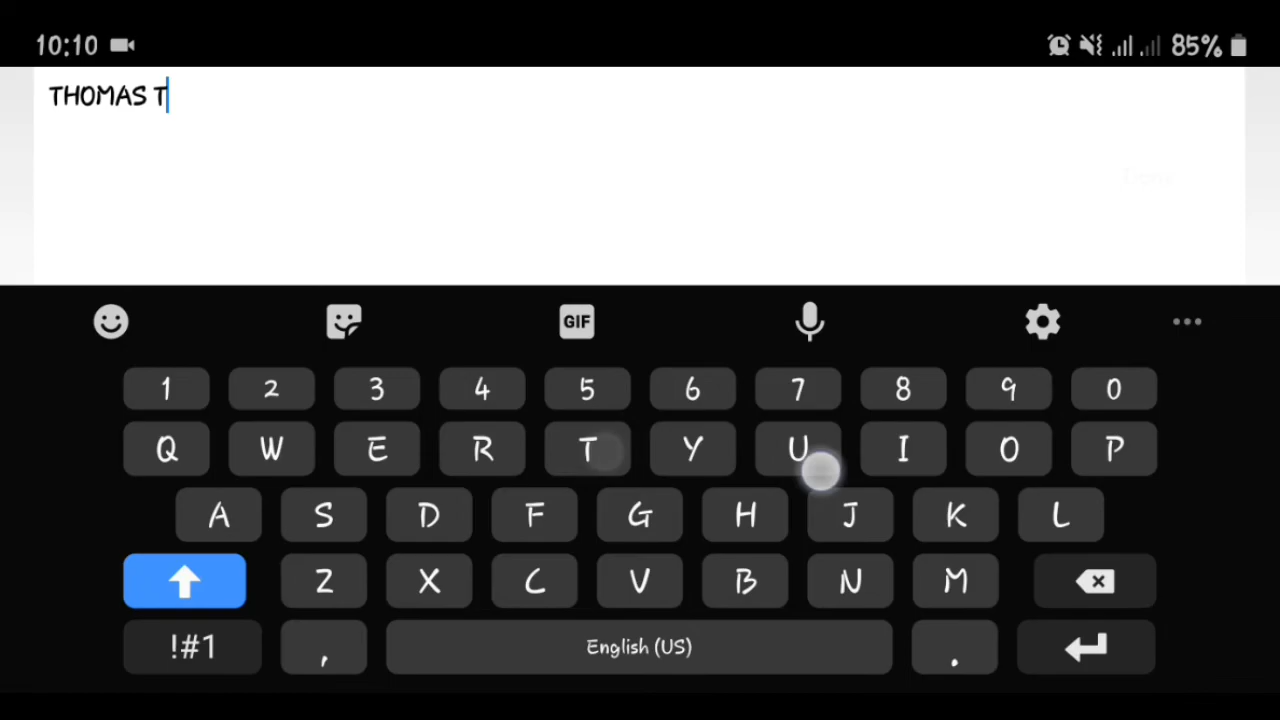 10:10
85%
THOMAS T
GIF
1 2 3 4 5 6 7 8 9 0
Q W E R T Y U I O P
A S D F G H J K L
Z X C V B N M
!#1 , English (US) .